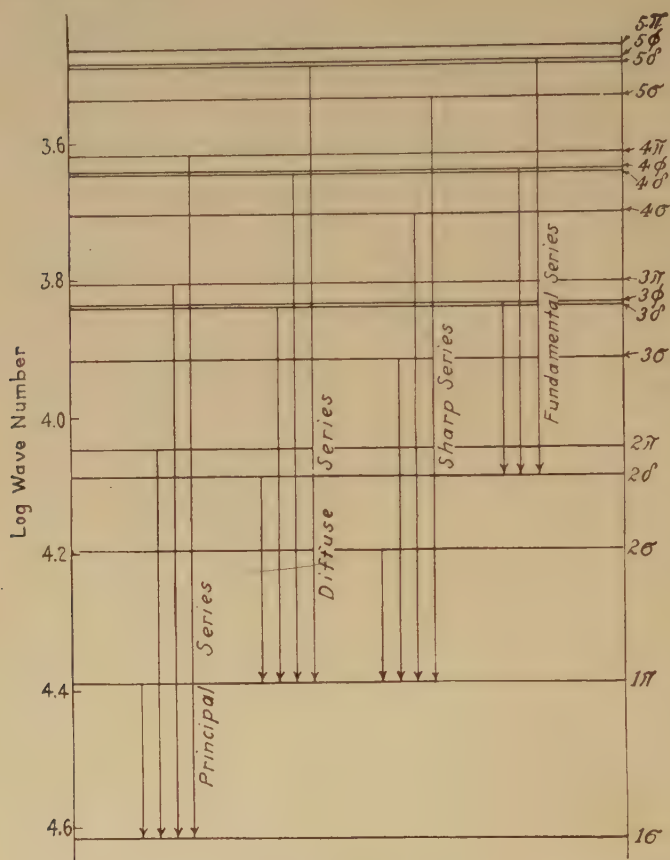 5π
5φ
5δ
5σ
3.6
4π
4φ
4δ
4σ
3.8
3π
3φ
3δ
3σ
4.0
2π
2δ
4.2
2σ
4.4
1π
4.6
1σ
Log Wave Number
Principal Series
Diffuse Series
Sharp Series
Fundamental Series